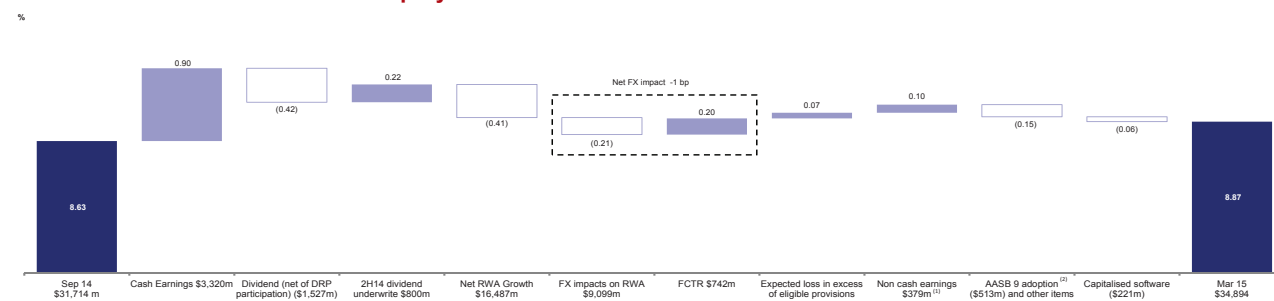 %
0.90
(0.42)
0.22
(0.41)
Net FX impact -1 bp
(0.21)
0.20
0.07
0.10
(0.15)
(0.06)
8.63
8.87
Sep 14
$31,714 m
Cash Earnings $3,320m
Dividend (net of DRP
participation) ($1,527m)
2H14 dividend
underwrite $800m
Net RWA Growth
$16,487m
FX impacts on RWA
$9,099m
FCTR $742m
Expected loss in excess
of eligible provisions
Non cash earnings
$379m (1)
AASB 9 adoption (2)
($513m) and other items
Capitalised software
($221m)
Mar 15
$34,894